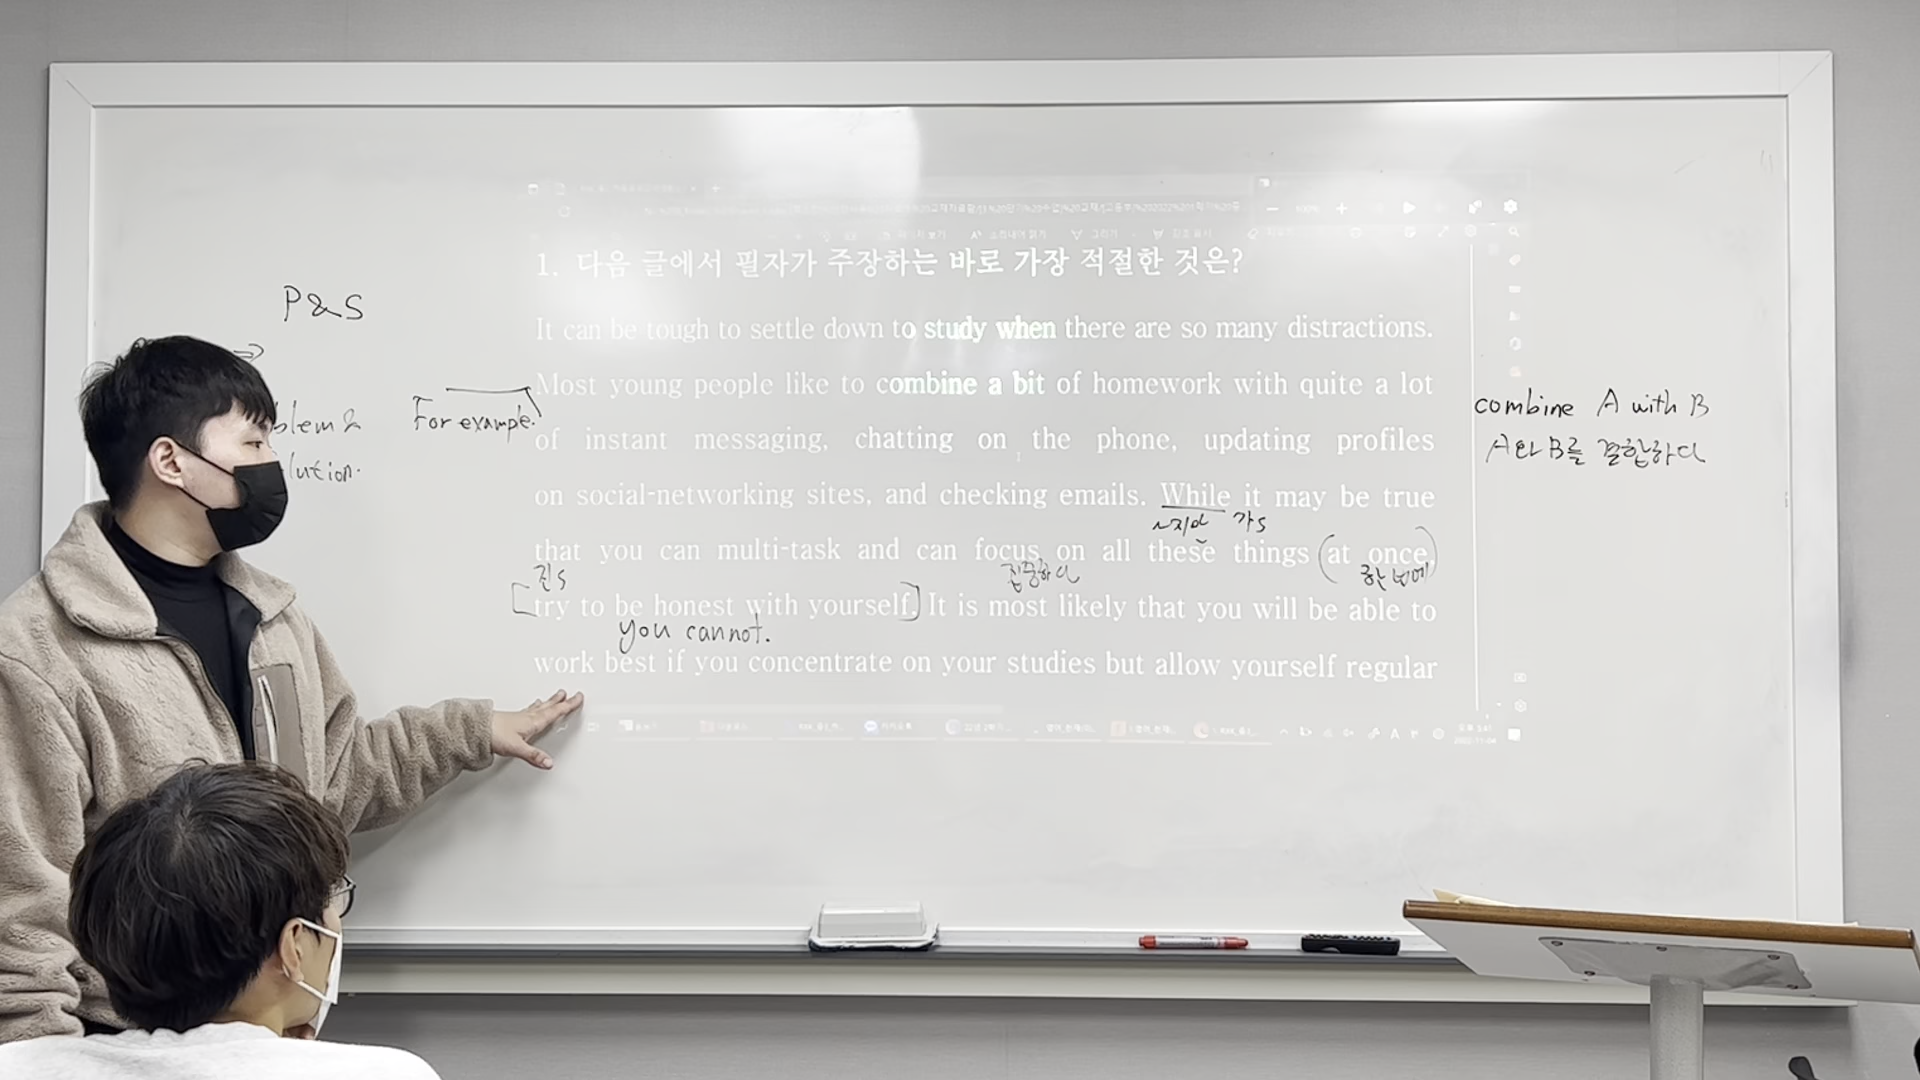 1. 다음 글에서 필자가 주장하는 바로 가장 적절한 것은?
It can be tough to settle down to study when there are so many distractions.
Most young people like to combine a bit of homework with quite a lot
of instant messaging, chatting on the phone, updating profiles
on social-networking sites, and checking emails. While it may be true
that you can multi-task and can focus on all these things (at once,
[try to be honest with yourself.] It is most likely that you will be able to
work best if you concentrate on your studies but allow yourself regular
P&S
→
blem &
lution.
For example.
combine A with B
A와 B를 결합하다
가S
진S
집중하다
한 번에
you cannot.